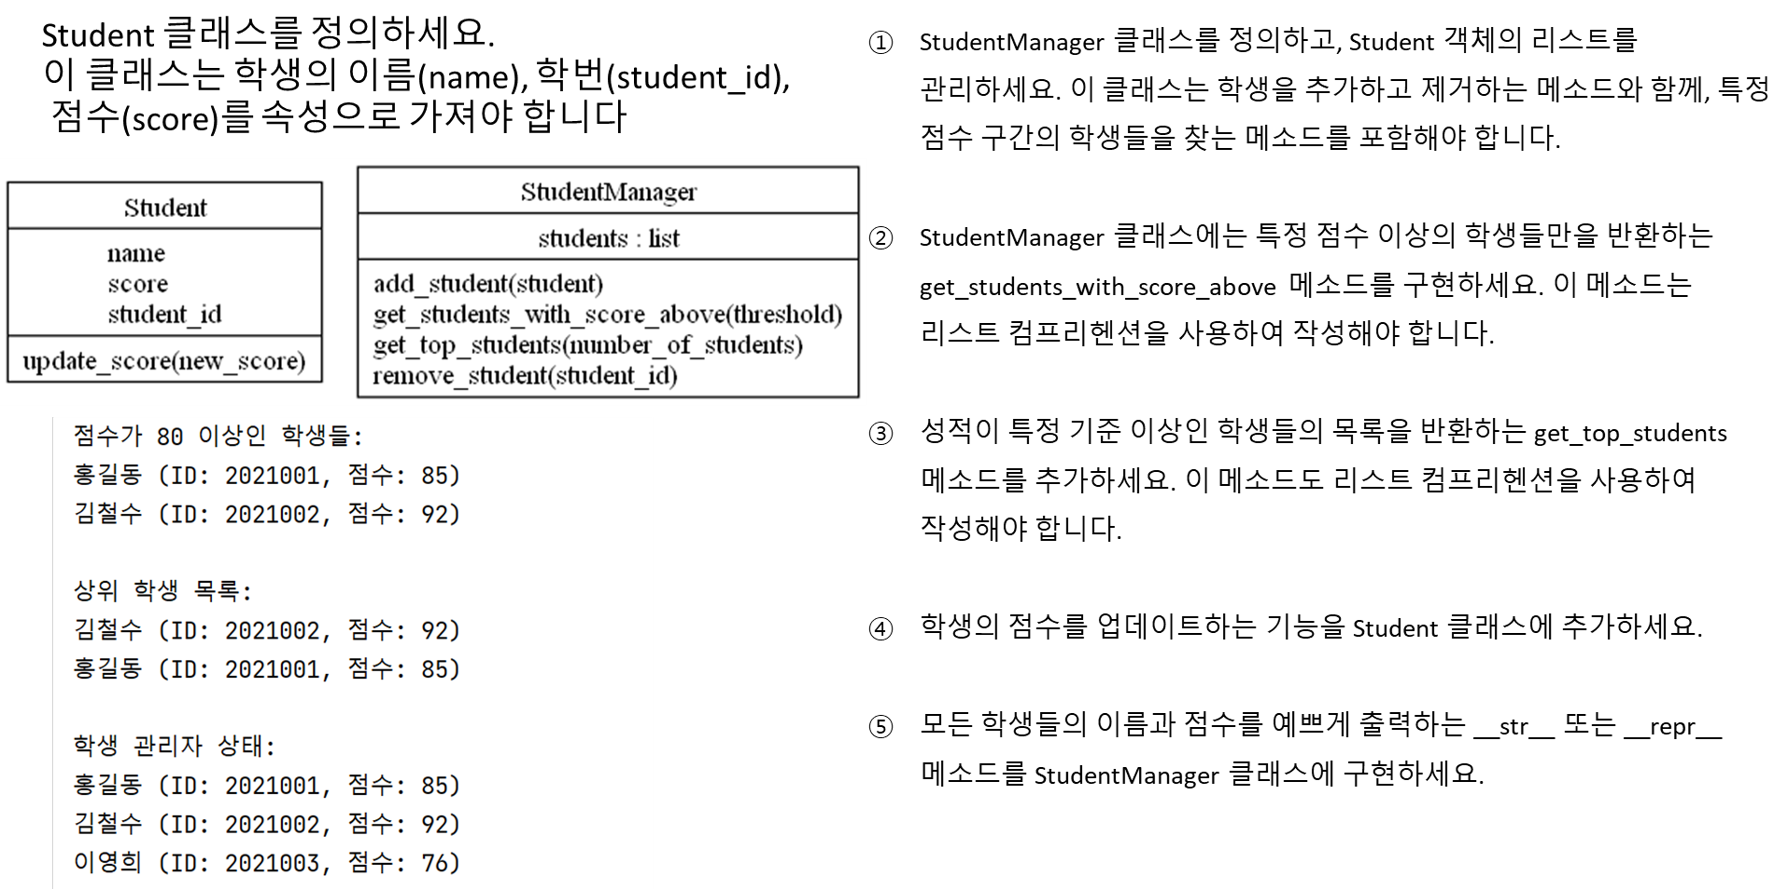 Student 클래스를 정의하세요.
이 클래스는 학생의 이름(name), 학번(student_id),
점수(score)를 속성으로 가져야 합니다
Student
name
score
student_id
update_score(new_score)
StudentManager
students : list
add_student(student)
get_students_with_score_above(threshold)
get_top_students(number_of_students)
remove_student(student_id)
점수가 80 이상인 학생들:
홍길동 (ID: 2021001, 점수: 85)
김철수 (ID: 2021002, 점수: 92)
상위 학생 목록:
김철수 (ID: 2021002, 점수: 92)
홍길동 (ID: 2021001, 점수: 85)
학생 관리자 상태:
홍길동 (ID: 2021001, 점수: 85)
김철수 (ID: 2021002, 점수: 92)
이영희 (ID: 2021003, 점수: 76)
① StudentManager 클래스를 정의하고, Student 객체의 리스트를
관리하세요. 이 클래스는 학생을 추가하고 제거하는 메소드와 함께, 특정
점수 구간의 학생들을 찾는 메소드를 포함해야 합니다.
② StudentManager 클래스에는 특정 점수 이상의 학생들만을 반환하는
get_students_with_score_above 메소드를 구현하세요. 이 메소드는
리스트 컴프리헨션을 사용하여 작성해야 합니다.
③ 성적이 특정 기준 이상인 학생들의 목록을 반환하는 get_top_students
메소드를 추가하세요. 이 메소드도 리스트 컴프리헨션을 사용하여
작성해야 합니다.
④ 학생의 점수를 업데이트하는 기능을 Student 클래스에 추가하세요.
⑤ 모든 학생들의 이름과 점수를 예쁘게 출력하는 __str__ 또는 __repr__
메소드를 StudentManager 클래스에 구현하세요.